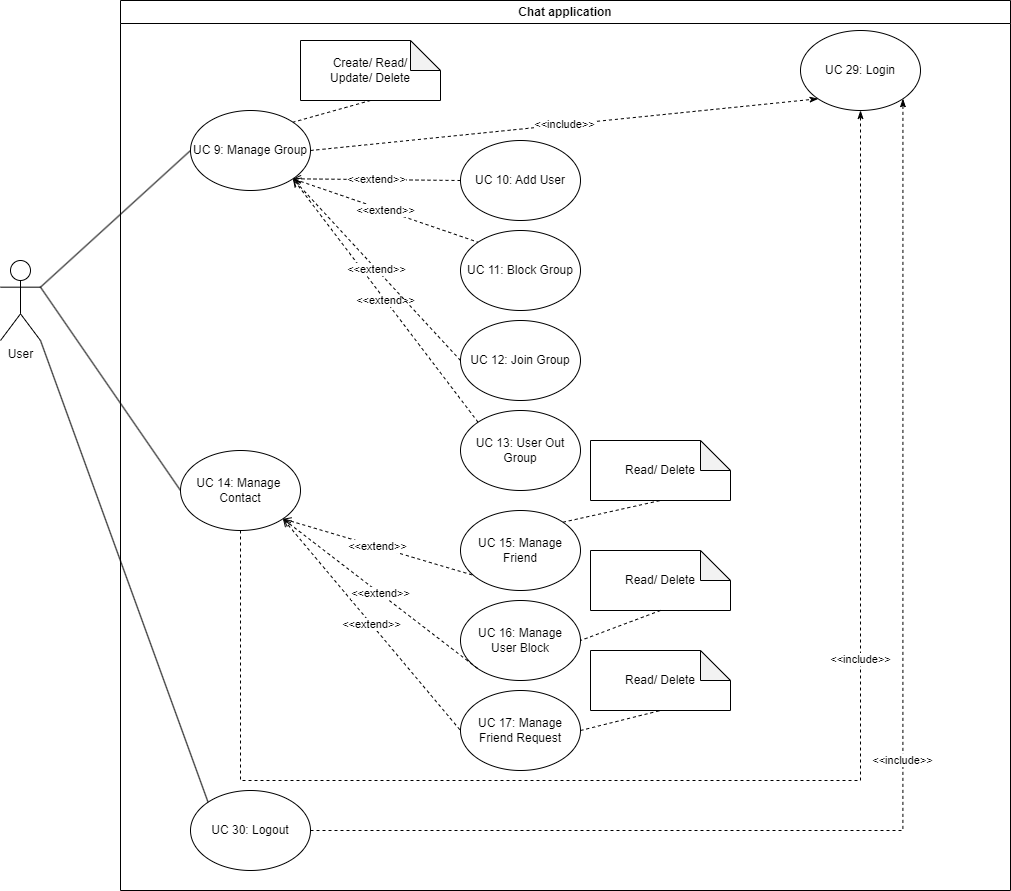 Chat application
Create/ Read/
Update/ Delete
UC 29: Login
<<include>>
UC 9: Manage Group
<<extend>>
UC 10: Add User
<<extend>>
UC 11: Block Group
<<extend>>
<<extend>>
User
UC 12: Join Group
UC 13: User Out
Group
Read/ Delete
UC 14: Manage
Contact
<<extend>>
UC 15: Manage
Friend
Read/ Delete
<<extend>>
<<extend>>
UC 16: Manage
User Block
<<include>>
Read/ Delete
UC 17: Manage
Friend Request
<<include>>
UC 30: Logout